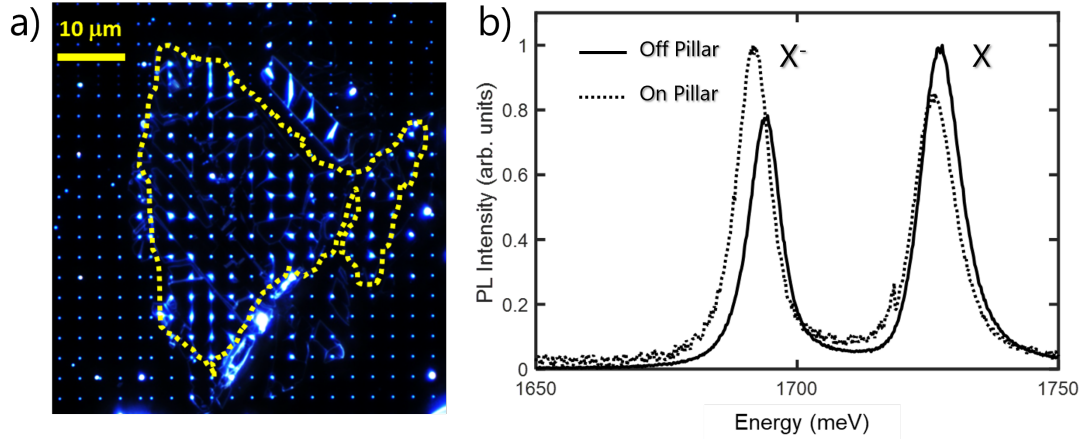 a)
10 µm
b)
Off Pillar
On Pillar
X-
X
1
0.8
0.6
0.4
0.2
0
PL Intensity (arb. units)
1650
1700
1750
Energy (meV)